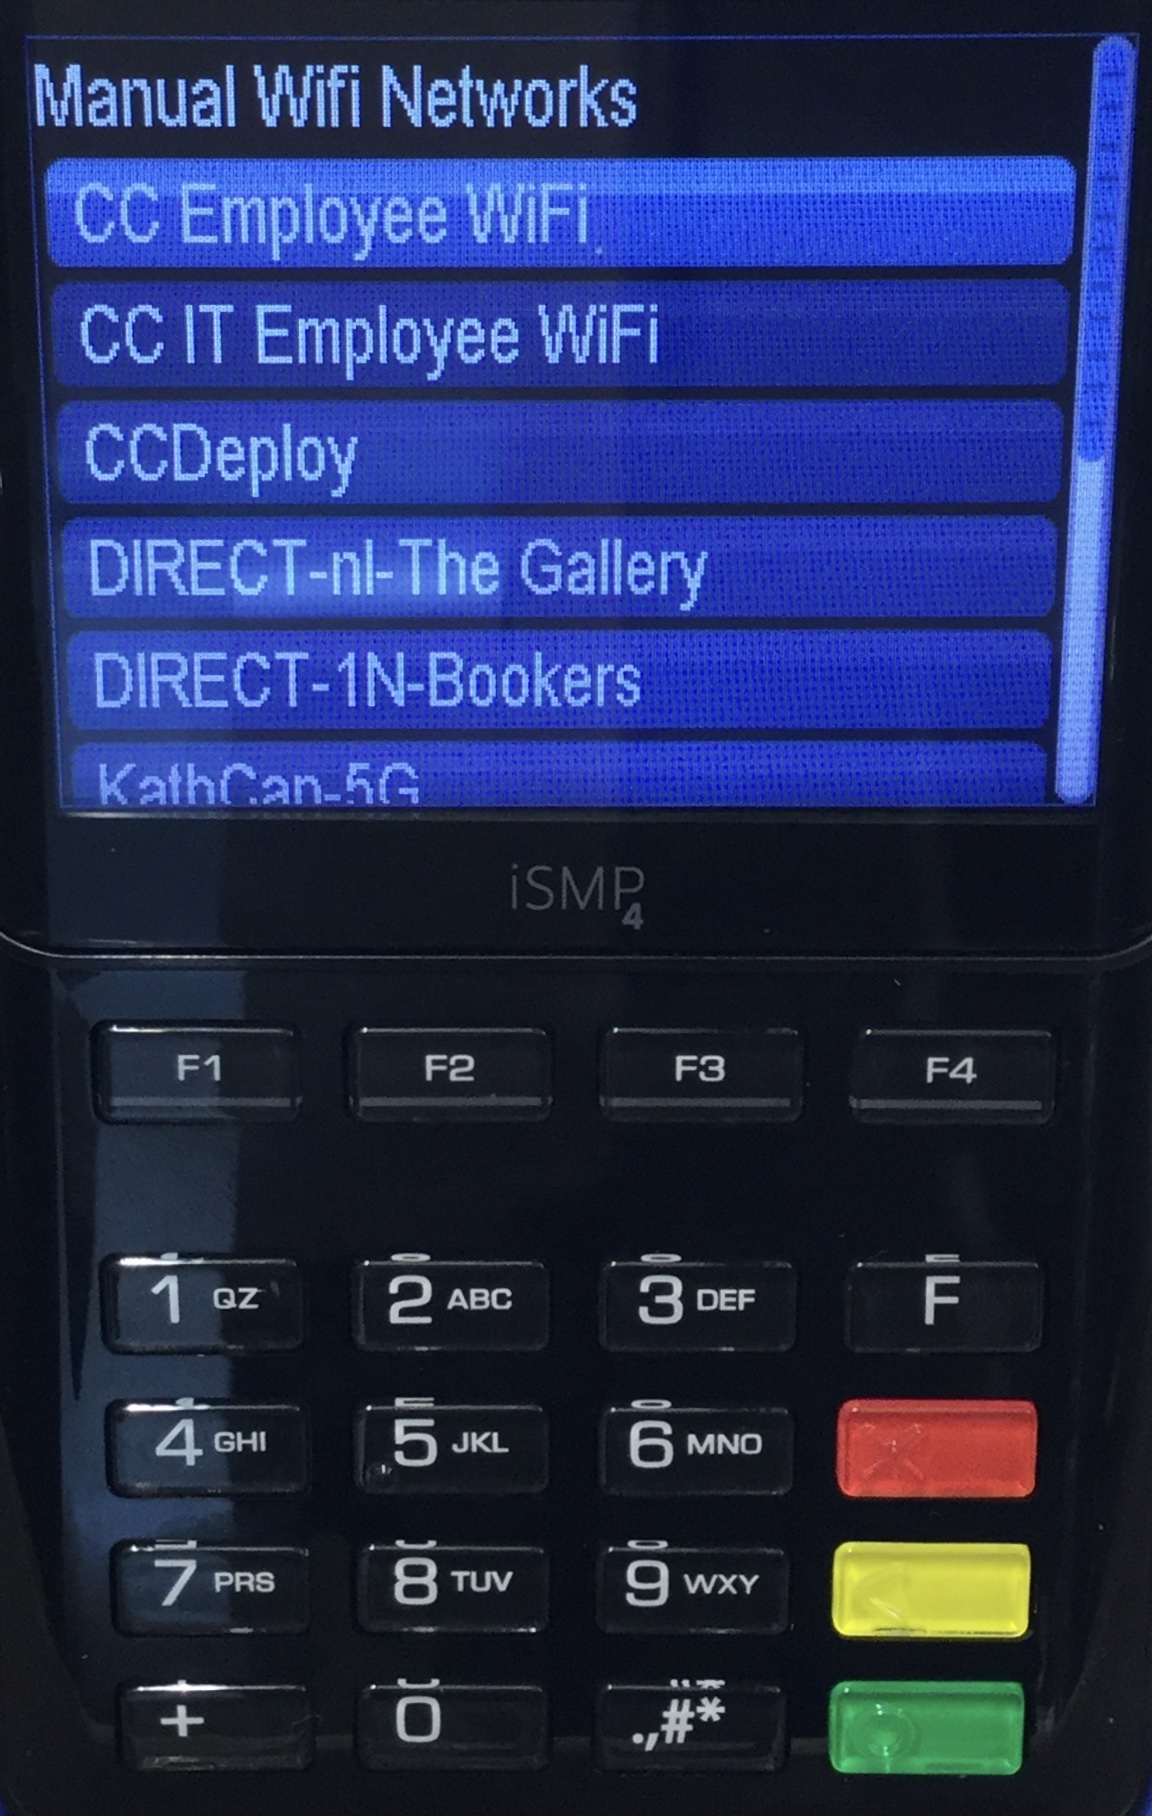 Manual Wifi Networks
CC Employee WiFi
CC IT Employee WiFi
CCDeploy
DIRECT-nl-The Gallery
DIRECT-1N-Bookers
KathCan-5G
iSMP4
F1 F2 F3 F4
1 QZ 2 ABC 3 DEF F
4 GHI 5 JKL 6 MNO X
7 PRS 8 TUV 9 WXY <
+ 0 .,#* O